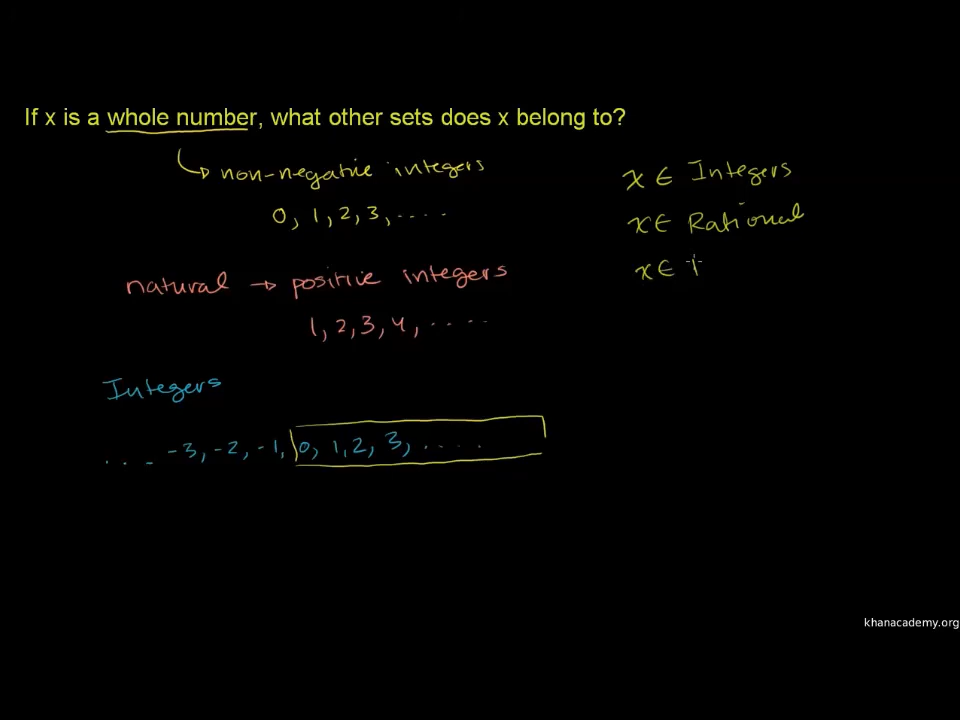 If x is a whole number, what other sets does x belong to?
non-negative integers
0, 1, 2, 3, ....
natural → positive integers
1, 2, 3, 4, ....
Integers
... -3, -2, -1, 0, 1, 2, 3, ....
x ∈ Integers
x ∈ Rational
x ∈
khanacademy.org